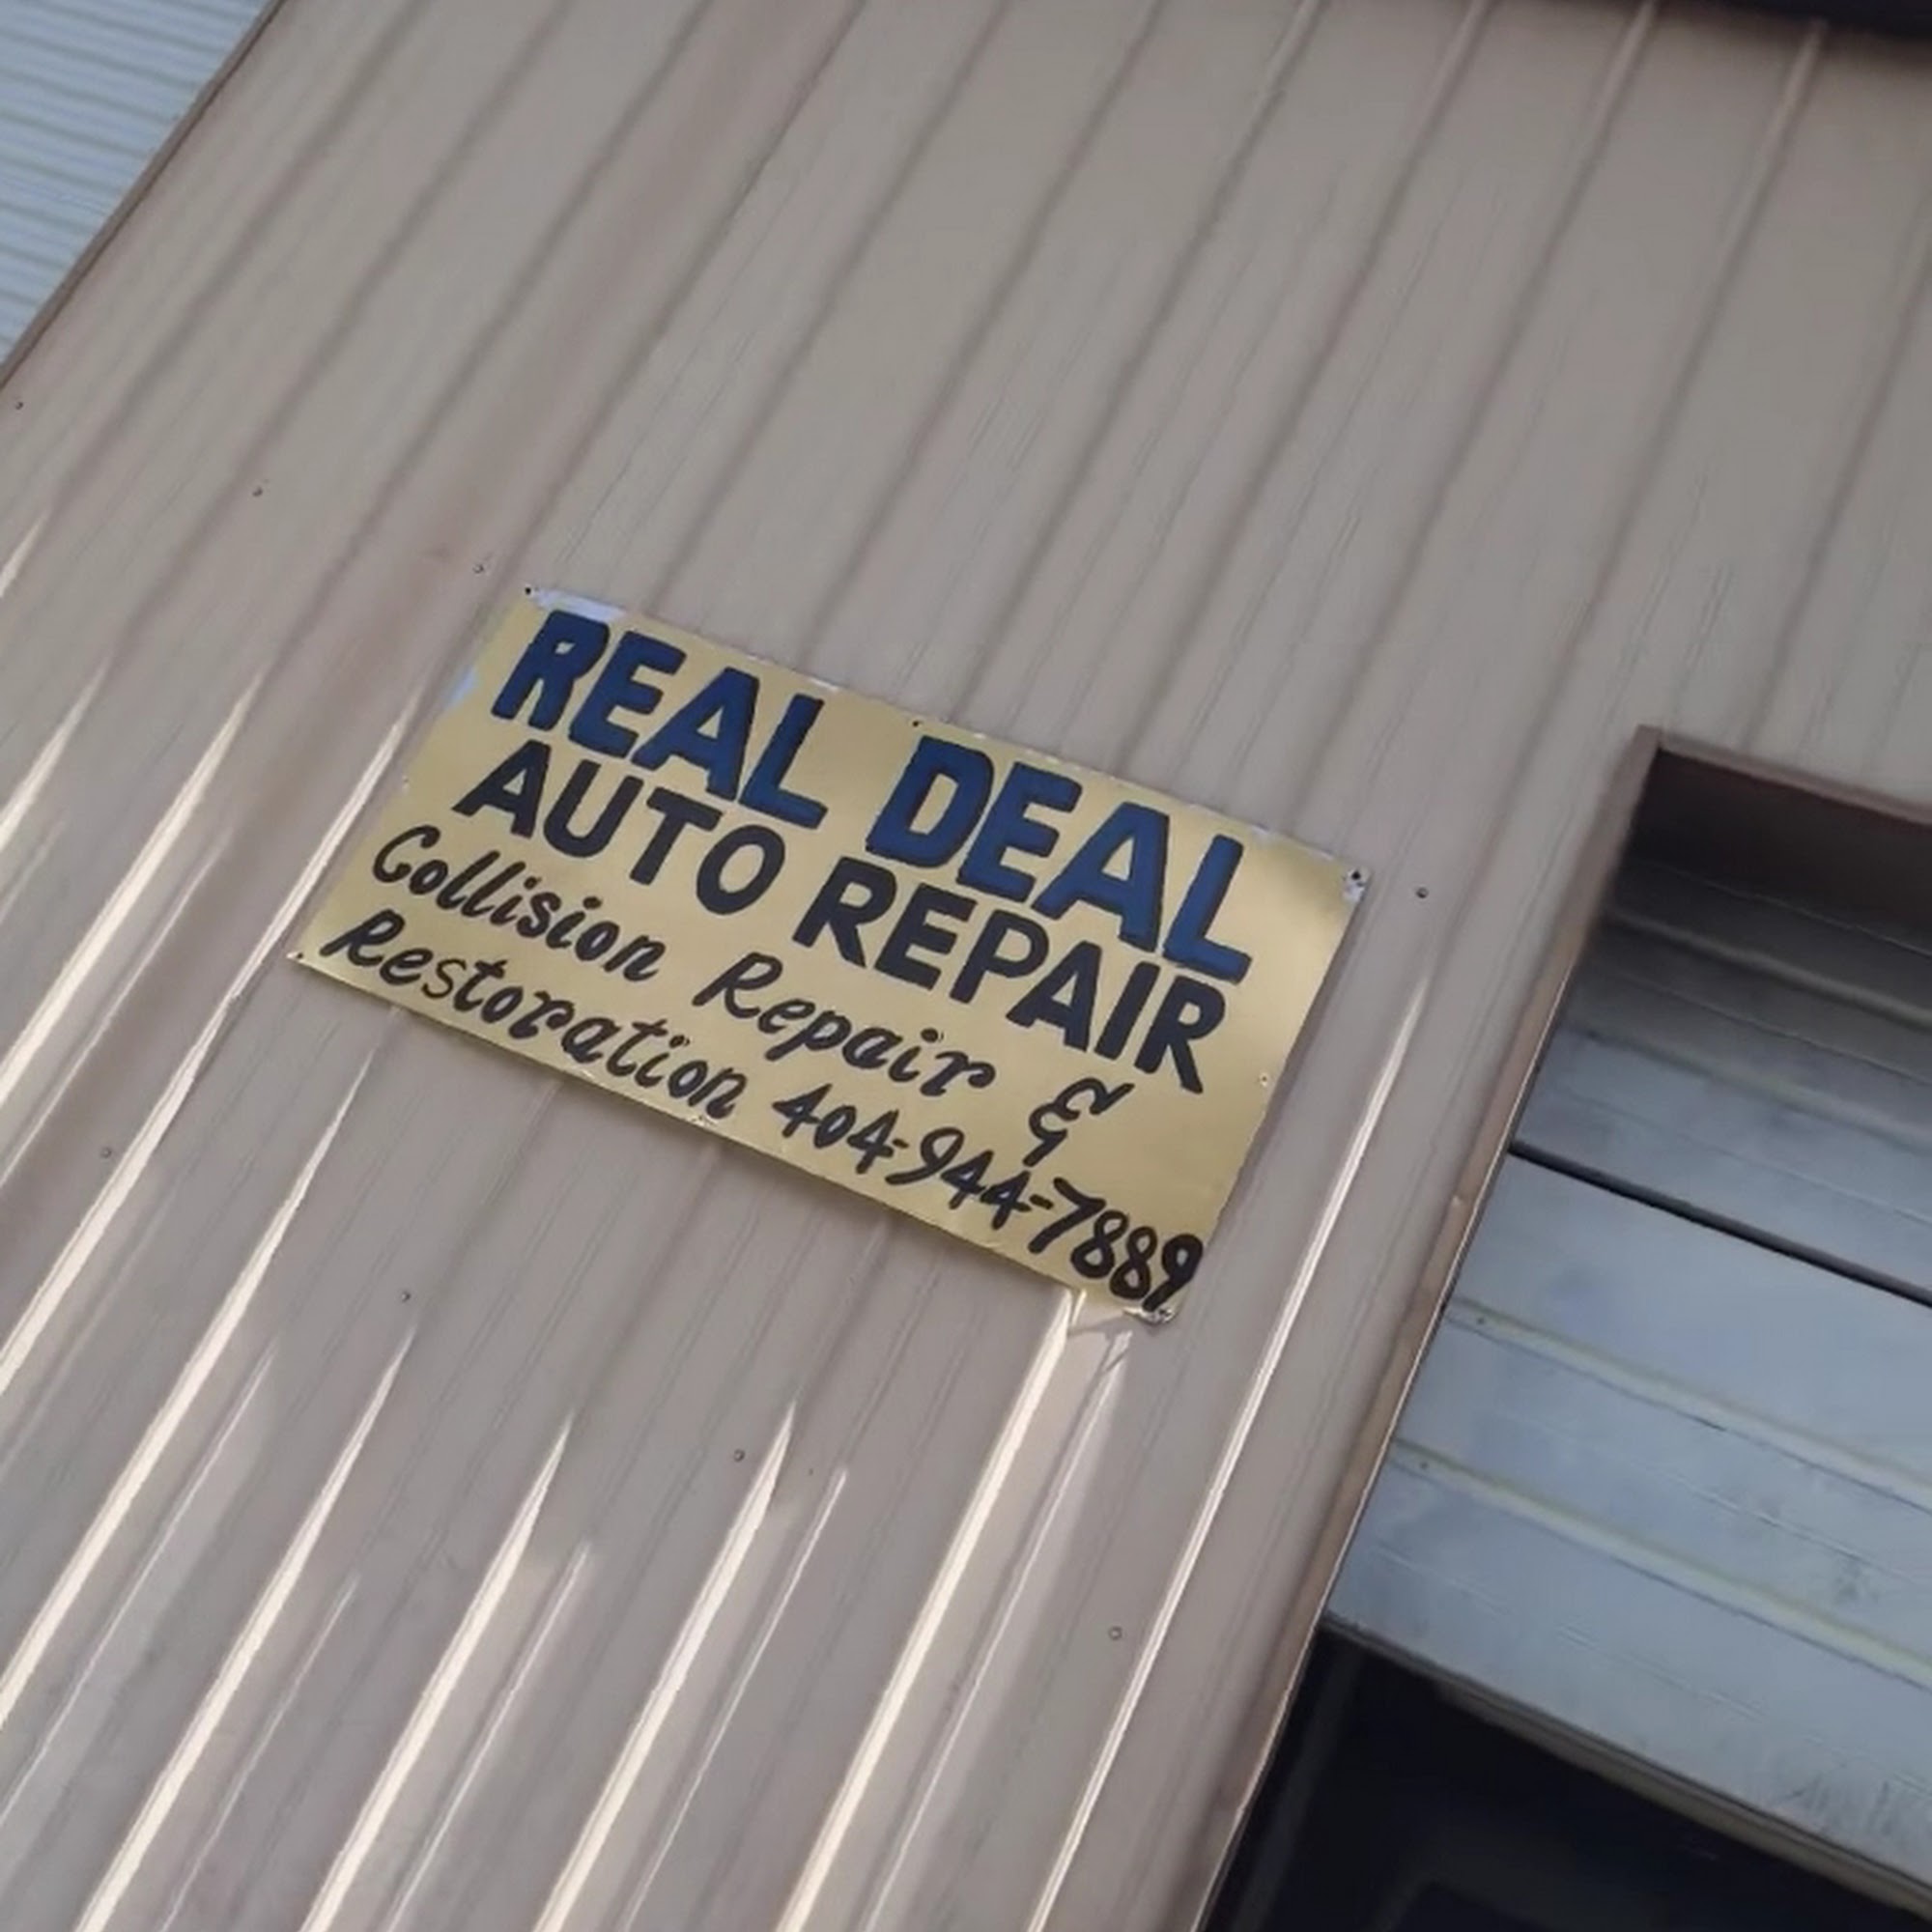 REAL DEAL
AUTO REPAIR
Collision Repair &
Restoration 404-944-7889